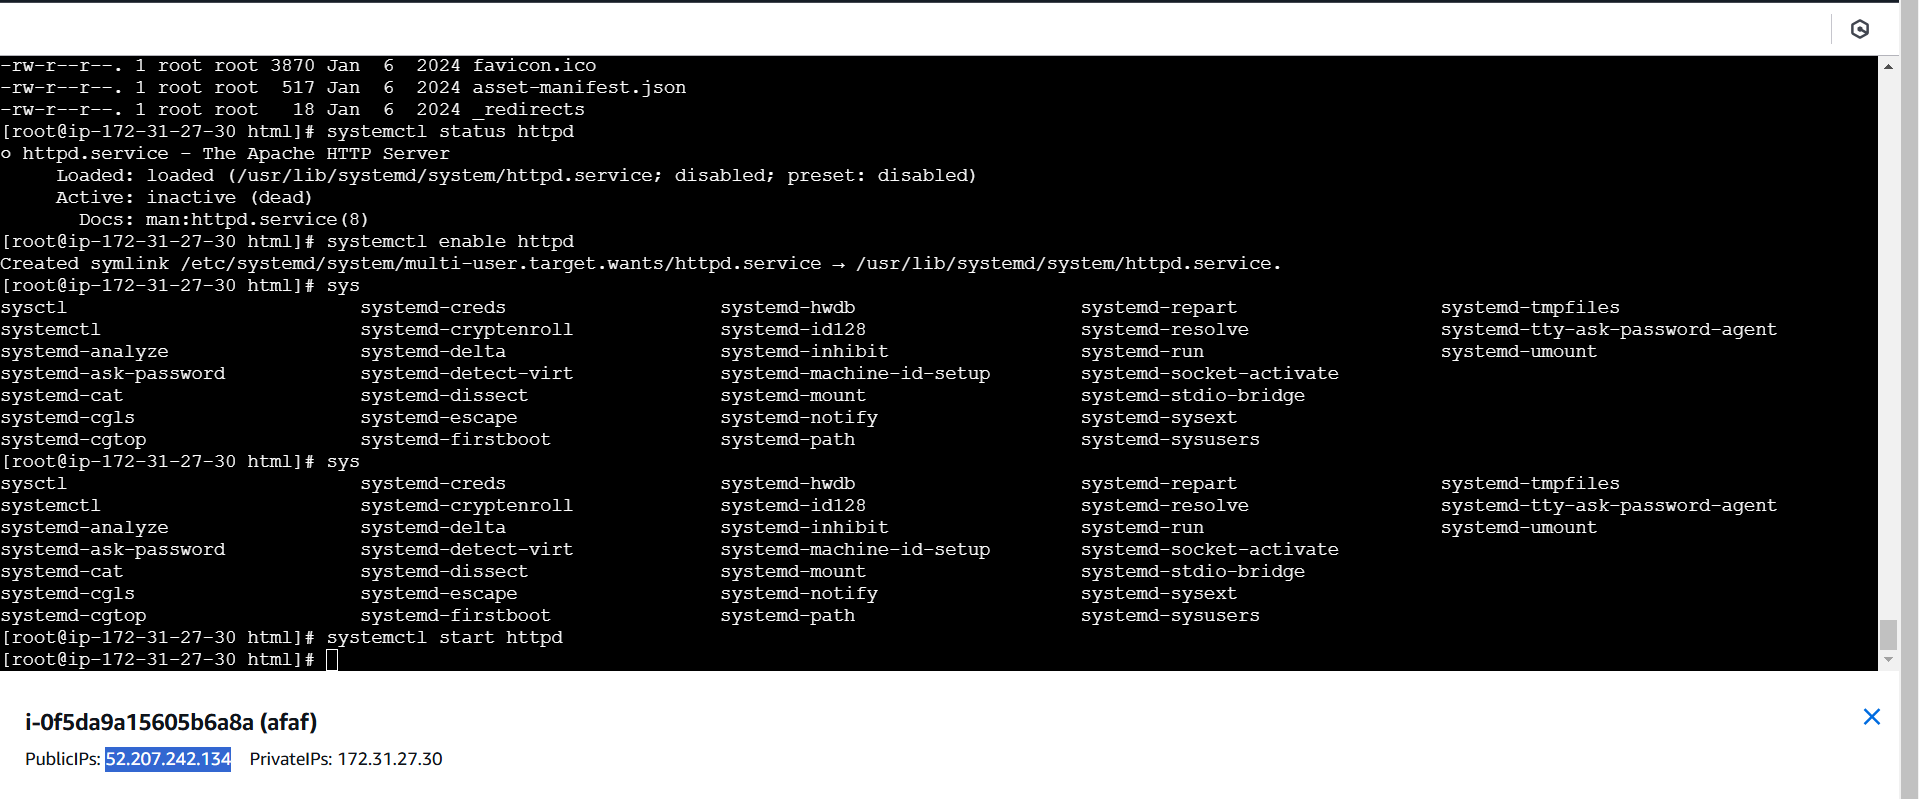 -rw-r--r--. 1 root root 3870 Jan  6  2024 favicon.ico
-rw-r--r--. 1 root root  517 Jan  6  2024 asset-manifest.json
-rw-r--r--. 1 root root   18 Jan  6  2024 _redirects
[root@ip-172-31-27-30 html]# systemctl status httpd
○ httpd.service - The Apache HTTP Server
     Loaded: loaded (/usr/lib/systemd/system/httpd.service; disabled; preset: disabled)
     Active: inactive (dead)
       Docs: man:httpd.service(8)
[root@ip-172-31-27-30 html]# systemctl enable httpd
Created symlink /etc/systemd/system/multi-user.target.wants/httpd.service → /usr/lib/systemd/system/httpd.service.
[root@ip-172-31-27-30 html]# sys
sysctl                          systemd-creds                   systemd-hwdb                    systemd-repart                  systemd-tmpfiles
systemctl                       systemd-cryptenroll             systemd-id128                   systemd-resolve                 systemd-tty-ask-password-agent
systemd-analyze                 systemd-delta                   systemd-inhibit                 systemd-run                     systemd-umount
systemd-ask-password            systemd-detect-virt             systemd-machine-id-setup        systemd-socket-activate
systemd-cat                     systemd-dissect                 systemd-mount                   systemd-stdio-bridge
systemd-cgls                    systemd-escape                  systemd-notify                  systemd-sysext
systemd-cgtop                   systemd-firstboot               systemd-path                    systemd-sysusers
[root@ip-172-31-27-30 html]# sys
sysctl                          systemd-creds                   systemd-hwdb                    systemd-repart                  systemd-tmpfiles
systemctl                       systemd-cryptenroll             systemd-id128                   systemd-resolve                 systemd-tty-ask-password-agent
systemd-analyze                 systemd-delta                   systemd-inhibit                 systemd-run                     systemd-umount
systemd-ask-password            systemd-detect-virt             systemd-machine-id-setup        systemd-socket-activate
systemd-cat                     systemd-dissect                 systemd-mount                   systemd-stdio-bridge
systemd-cgls                    systemd-escape                  systemd-notify                  systemd-sysext
systemd-cgtop                   systemd-firstboot               systemd-path                    systemd-sysusers
[root@ip-172-31-27-30 html]# systemctl start httpd
[root@ip-172-31-27-30 html]#
i-0f5da9a15605b6a8a (afaf)
PublicIPs: 52.207.242.134    PrivateIPs: 172.31.27.30